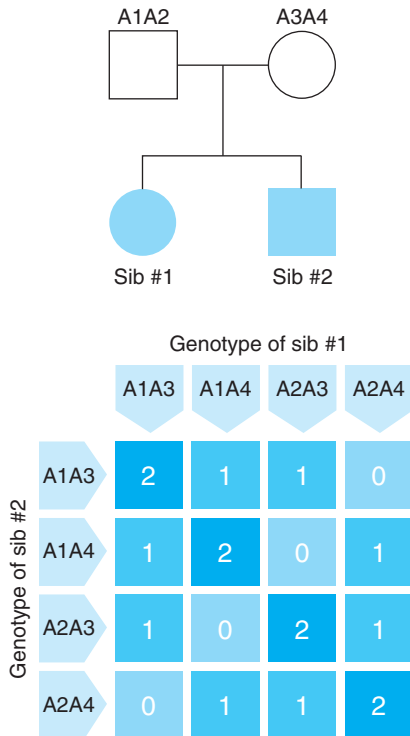 A1A2 A3A4
Sib #1 Sib #2
Genotype of sib #1
A1A3 A1A4 A2A3 A2A4
Genotype of sib #2
A1A3 2 1 1 0
A1A4 1 2 0 1
A2A3 1 0 2 1
A2A4 0 1 1 2